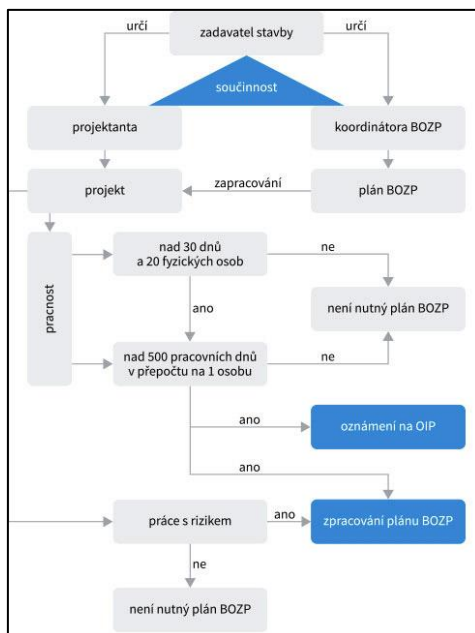 určí
zadavatel stavby
určí
součinnost
projektanta
koordinátora BOZP
projekt
zapracování
plán BOZP
pracnost
nad 30 dnů
a 20 fyzických osob
ne
ano
není nutný plán BOZP
nad 500 pracovních dnů
v přepočtu na 1 osobu
ne
ano
oznámení na OIP
ano
práce s rizikem
ano
zpracování plánu BOZP
ne
není nutný plán BOZP